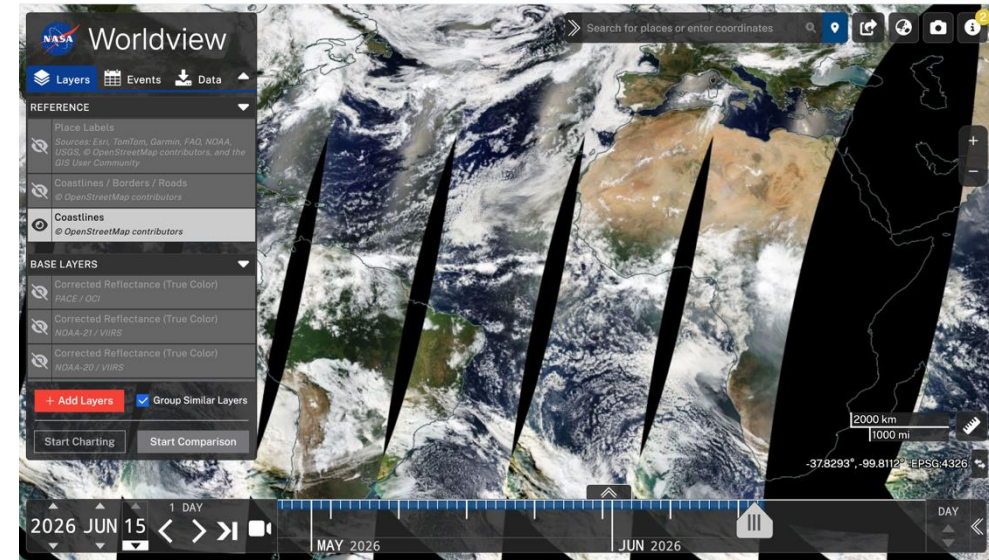 NASA
Worldview
Search for places or enter coordinates
2
Layers
Events
Data
REFERENCE
Place Labels
Sources: Esri, TomTom, Garmin, FAO, NOAA,
USGS, © OpenStreetMap contributors, and the
GIS User Community
Coastlines / Borders / Roads
© OpenStreetMap contributors
Coastlines
© OpenStreetMap contributors
BASE LAYERS
Corrected Reflectance (True Color)
PACE / OCI
Corrected Reflectance (True Color)
NOAA-21 / VIIRS
Corrected Reflectance (True Color)
NOAA-20 / VIIRS
+ Add Layers
Group Similar Layers
Start Charting
Start Comparison
+
−
2000 km
1000 mi
-37.8293°, -99.8112° EPSG:4326
2026 JUN 15
1 DAY
MAY 2026
JUN 2026
DAY